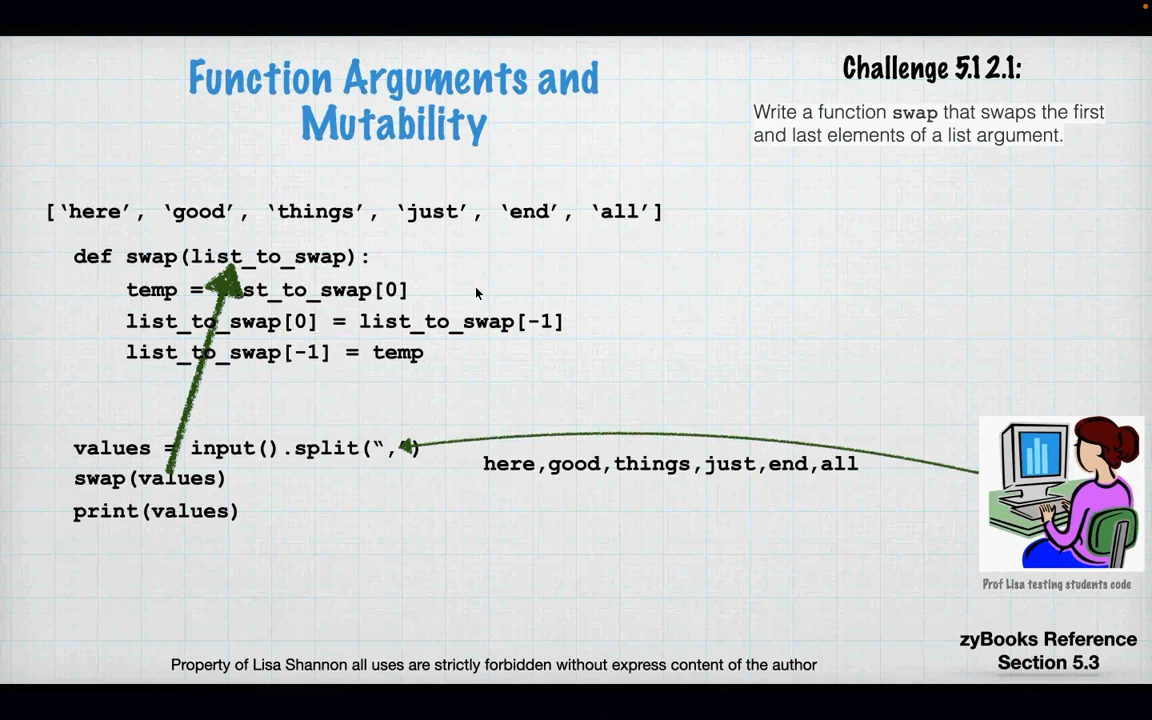 Function Arguments and
Mutability
Challenge 5.12.1:
Write a function swap that swaps the first
and last elements of a list argument.
[‘here’, ‘good’, ‘things’, ‘just’, ‘end’, ‘all’]
def swap(list_to_swap):
temp = list_to_swap[0]
list_to_swap[0] = list_to_swap[-1]
list_to_swap[-1] = temp
values = input().split(“,”)
here,good,things,just,end,all
swap(values)
print(values)
Prof Lisa testing students code
zyBooks Reference
Section 5.3
Property of Lisa Shannon all uses are strictly forbidden without express content of the author